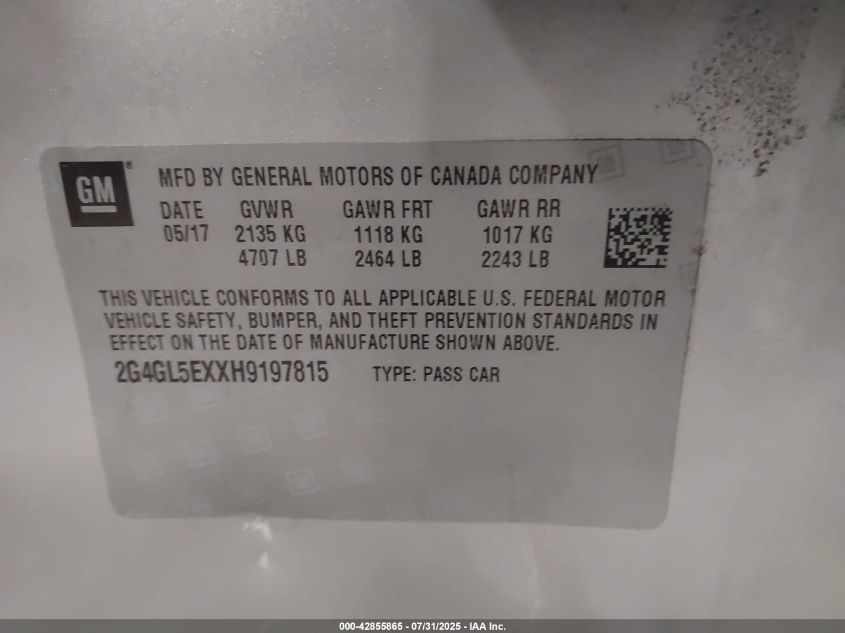 GM ®
MFD BY GENERAL MOTORS OF CANADA COMPANY
DATE GVWR GAWR FRT GAWR RR
05/17 2135 KG 1118 KG 1017 KG
4707 LB 2464 LB 2243 LB
THIS VEHICLE CONFORMS TO ALL APPLICABLE U.S. FEDERAL MOTOR
VEHICLE SAFETY, BUMPER, AND THEFT PREVENTION STANDARDS IN
EFFECT ON THE DATE OF MANUFACTURE SHOWN ABOVE.
2G4GL5EXXH9197815 TYPE: PASS CAR
000-42855865 - 07/31/2025 - IAA Inc.